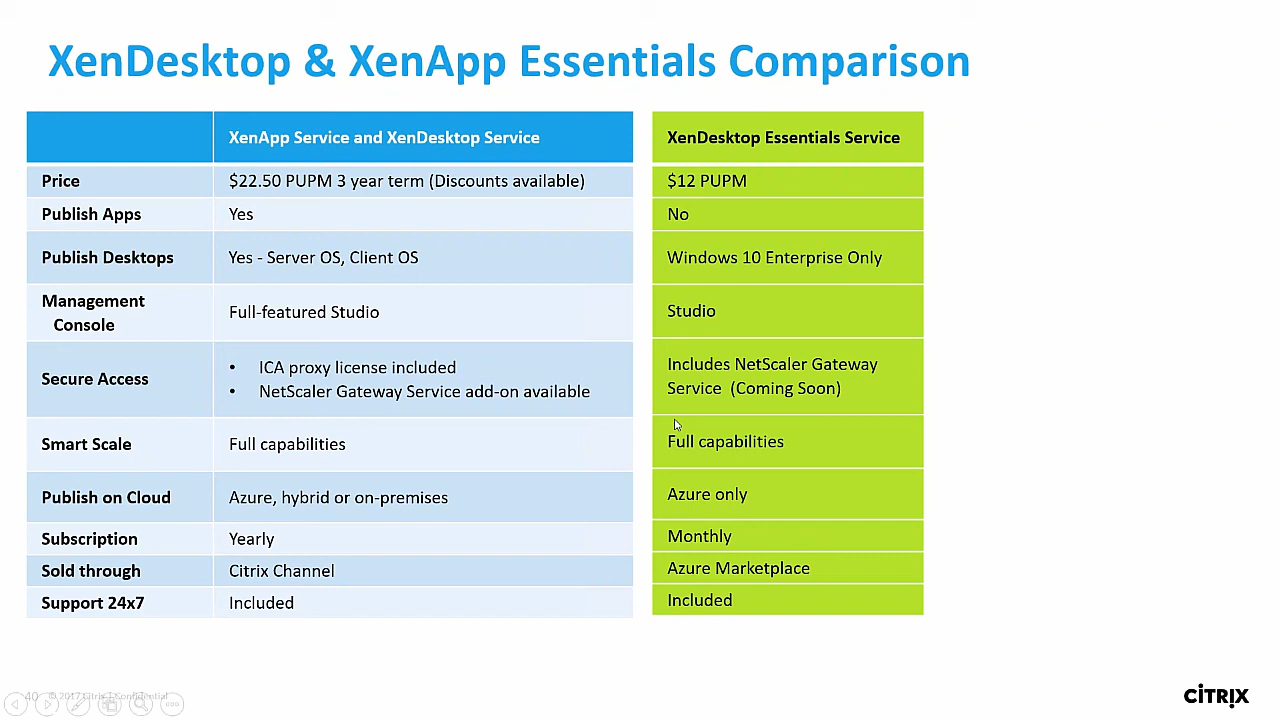 XenDesktop & XenApp Essentials Comparison
XenApp Service and XenDesktop Service
XenDesktop Essentials Service
Price
$22.50 PUPM 3 year term (Discounts available)
$12 PUPM
Publish Apps
Yes
No
Publish Desktops
Yes - Server OS, Client OS
Windows 10 Enterprise Only
Management
Console
Full-featured Studio
Studio
Secure Access
• ICA proxy license included
• NetScaler Gateway Service add-on available
Includes NetScaler Gateway
Service (Coming Soon)
Smart Scale
Full capabilities
Full capabilities
Publish on Cloud
Azure, hybrid or on-premises
Azure only
Subscription
Yearly
Monthly
Sold through
Citrix Channel
Azure Marketplace
Support 24x7
Included
Included
40 © 2017 Citrix | Confidential
CITRIX